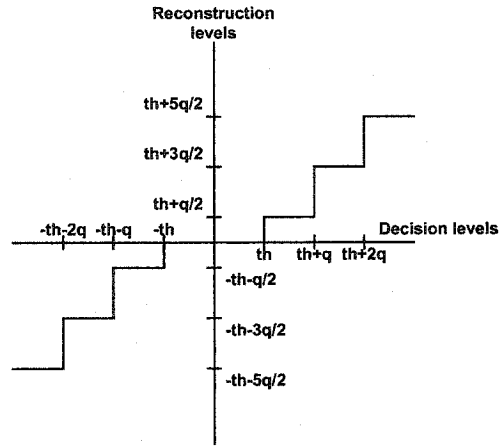 Reconstruction
levels
th+5q/2
th+3q/2
th+q/2
-th-2q
-th-q
-th
Decision levels
th
th+q
th+2q
-th-q/2
-th-3q/2
-th-5q/2